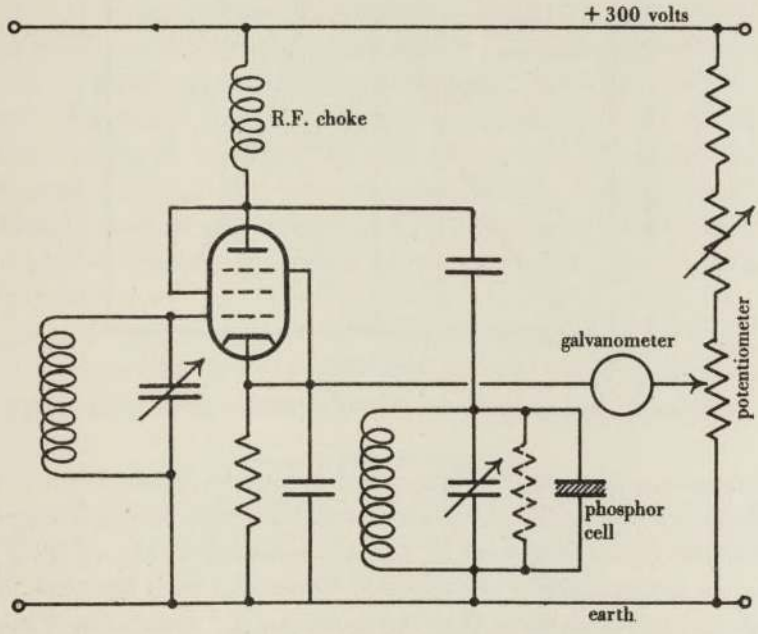 + 300 volts
R.F. choke
galvanometer
potentiometer
phosphor
cell
earth.